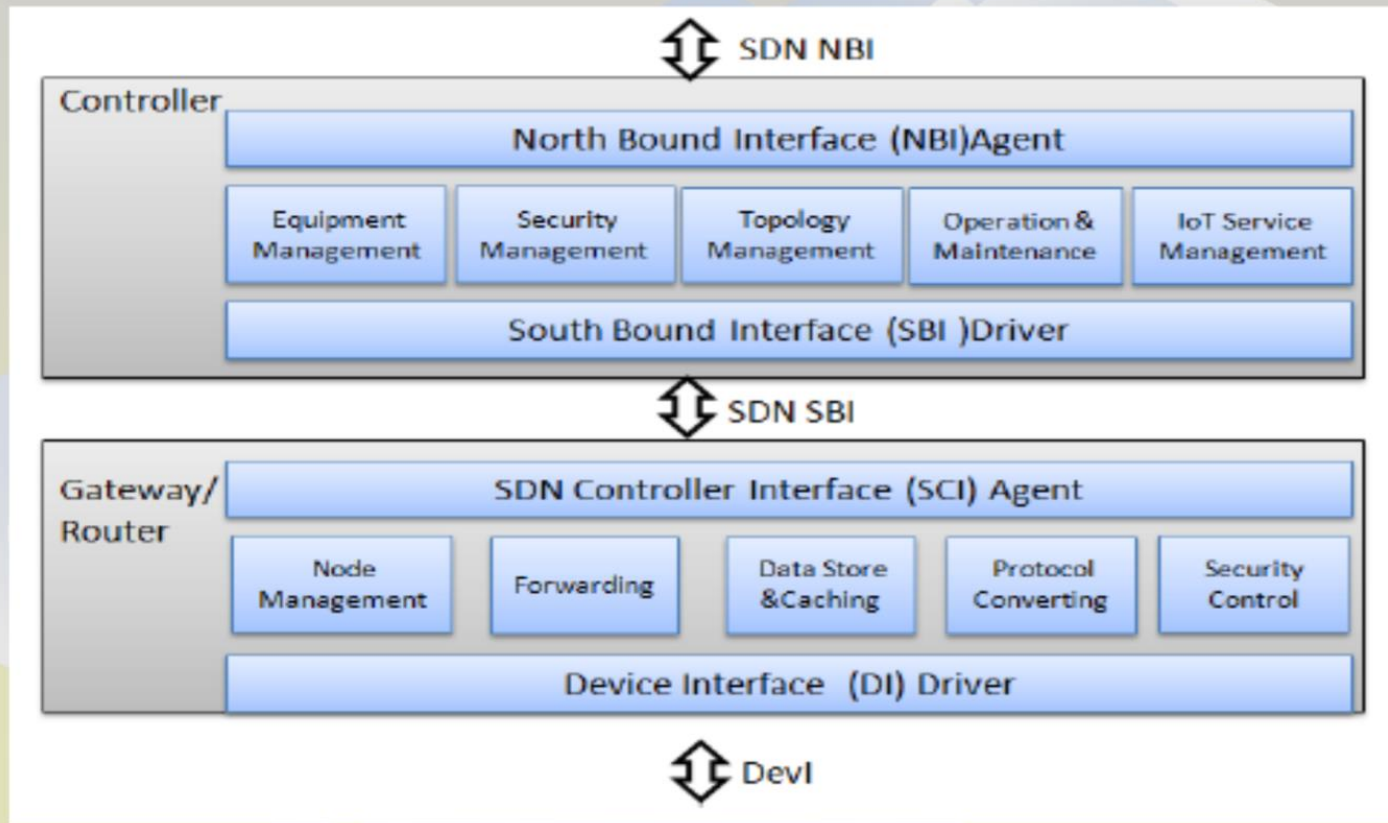 SDN NBI
Controller
North Bound Interface (NBI)Agent
Equipment
Management
Security
Management
Topology
Management
Operation &
Maintenance
IoT Service
Management
South Bound Interface (SBI )Driver
SDN SBI
Gateway/
Router
SDN Controller Interface (SCI) Agent
Node
Management
Forwarding
Data Store
&Caching
Protocol
Converting
Security
Control
Device Interface (DI) Driver
DevI